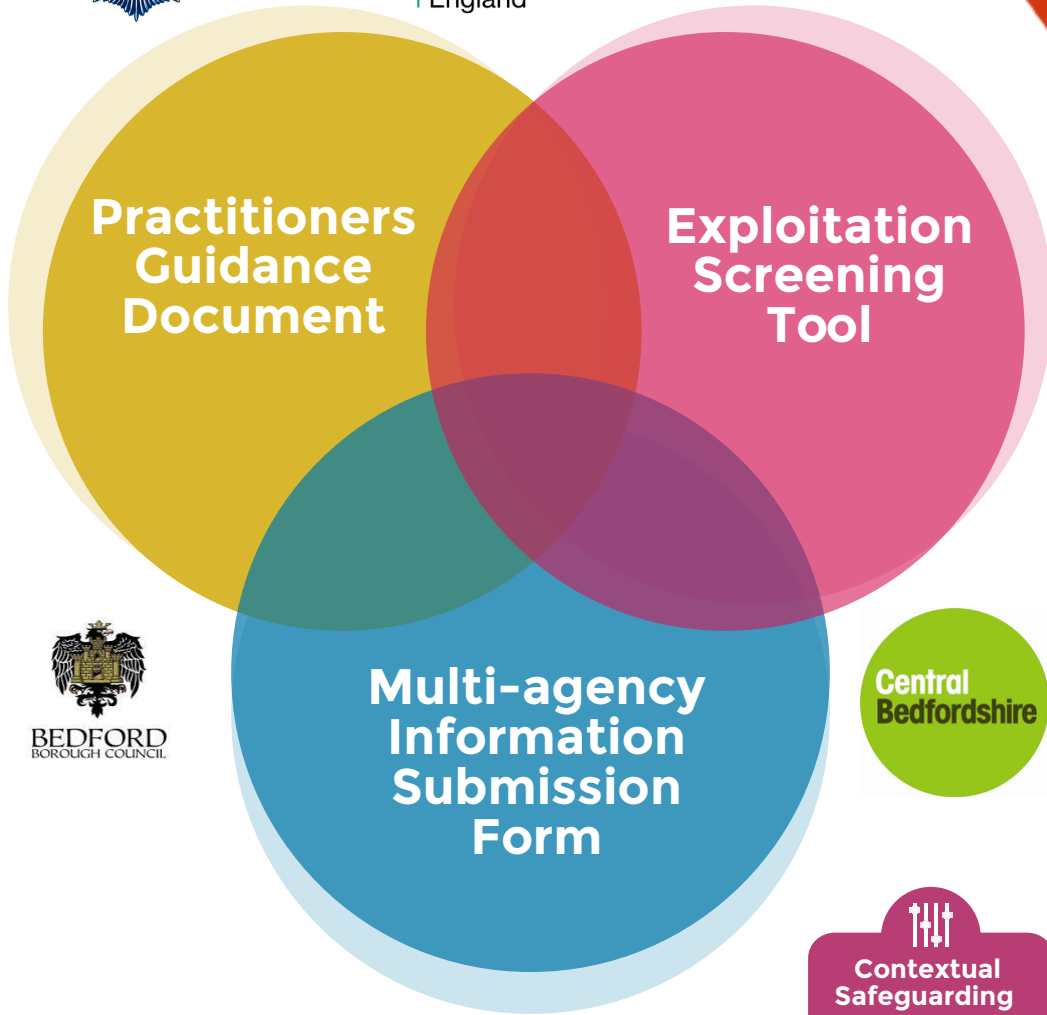 England
Practitioners
Guidance
Document
Exploitation
Screening
Tool
Multi-agency
Information
Submission
Form
BEDFORD
BOROUGH COUNCIL
Central
Bedfordshire
Contextual
Safeguarding